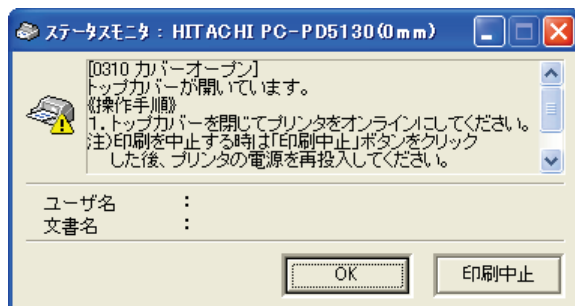 ステータスモニタ : HITACHI PC-PD5130(0mm)
[0310 カバーオープン]
トップカバーが開いています。
《操作手順》
1. トップカバーを閉じてプリンタをオンラインにしてください。
注)印刷を中止する時は「印刷中止」ボタンをクリック
した後、プリンタの電源を再投入してください。
ユーザ名 :
文書名 :
OK 印刷中止